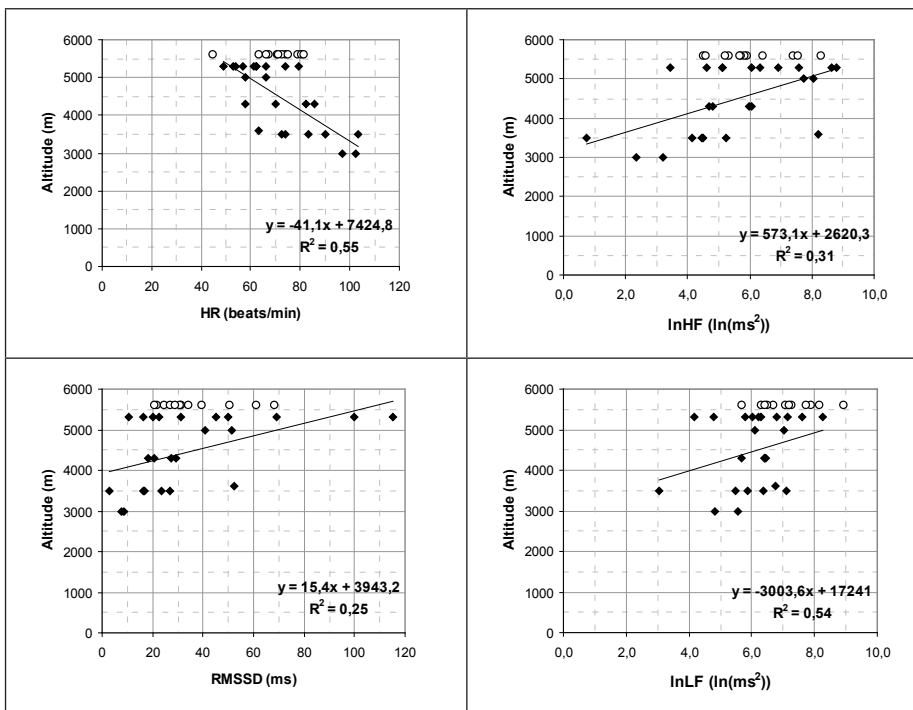 6000
5000
4000
3000
2000
1000
0
Altitude (m)
y = -41,1x + 7424,8
R² = 0,55
0 20 40 60 80 100 120
HR (beats/min)
6000
5000
4000
3000
2000
1000
0
Altitude (m)
y = 573,1x + 2620,3
R² = 0,31
0,0 2,0 4,0 6,0 8,0 10,0
lnHF (ln(ms²))
6000
5000
4000
3000
2000
1000
0
Altitude (m)
y = 15,4x + 3943,2
R² = 0,25
0 20 40 60 80 100 120
RMSSD (ms)
6000
5000
4000
3000
2000
1000
0
Altitude (m)
y = -3003,6x + 17241
R² = 0,54
0,0 2,0 4,0 6,0 8,0 10,0
lnLF (ln(ms²))